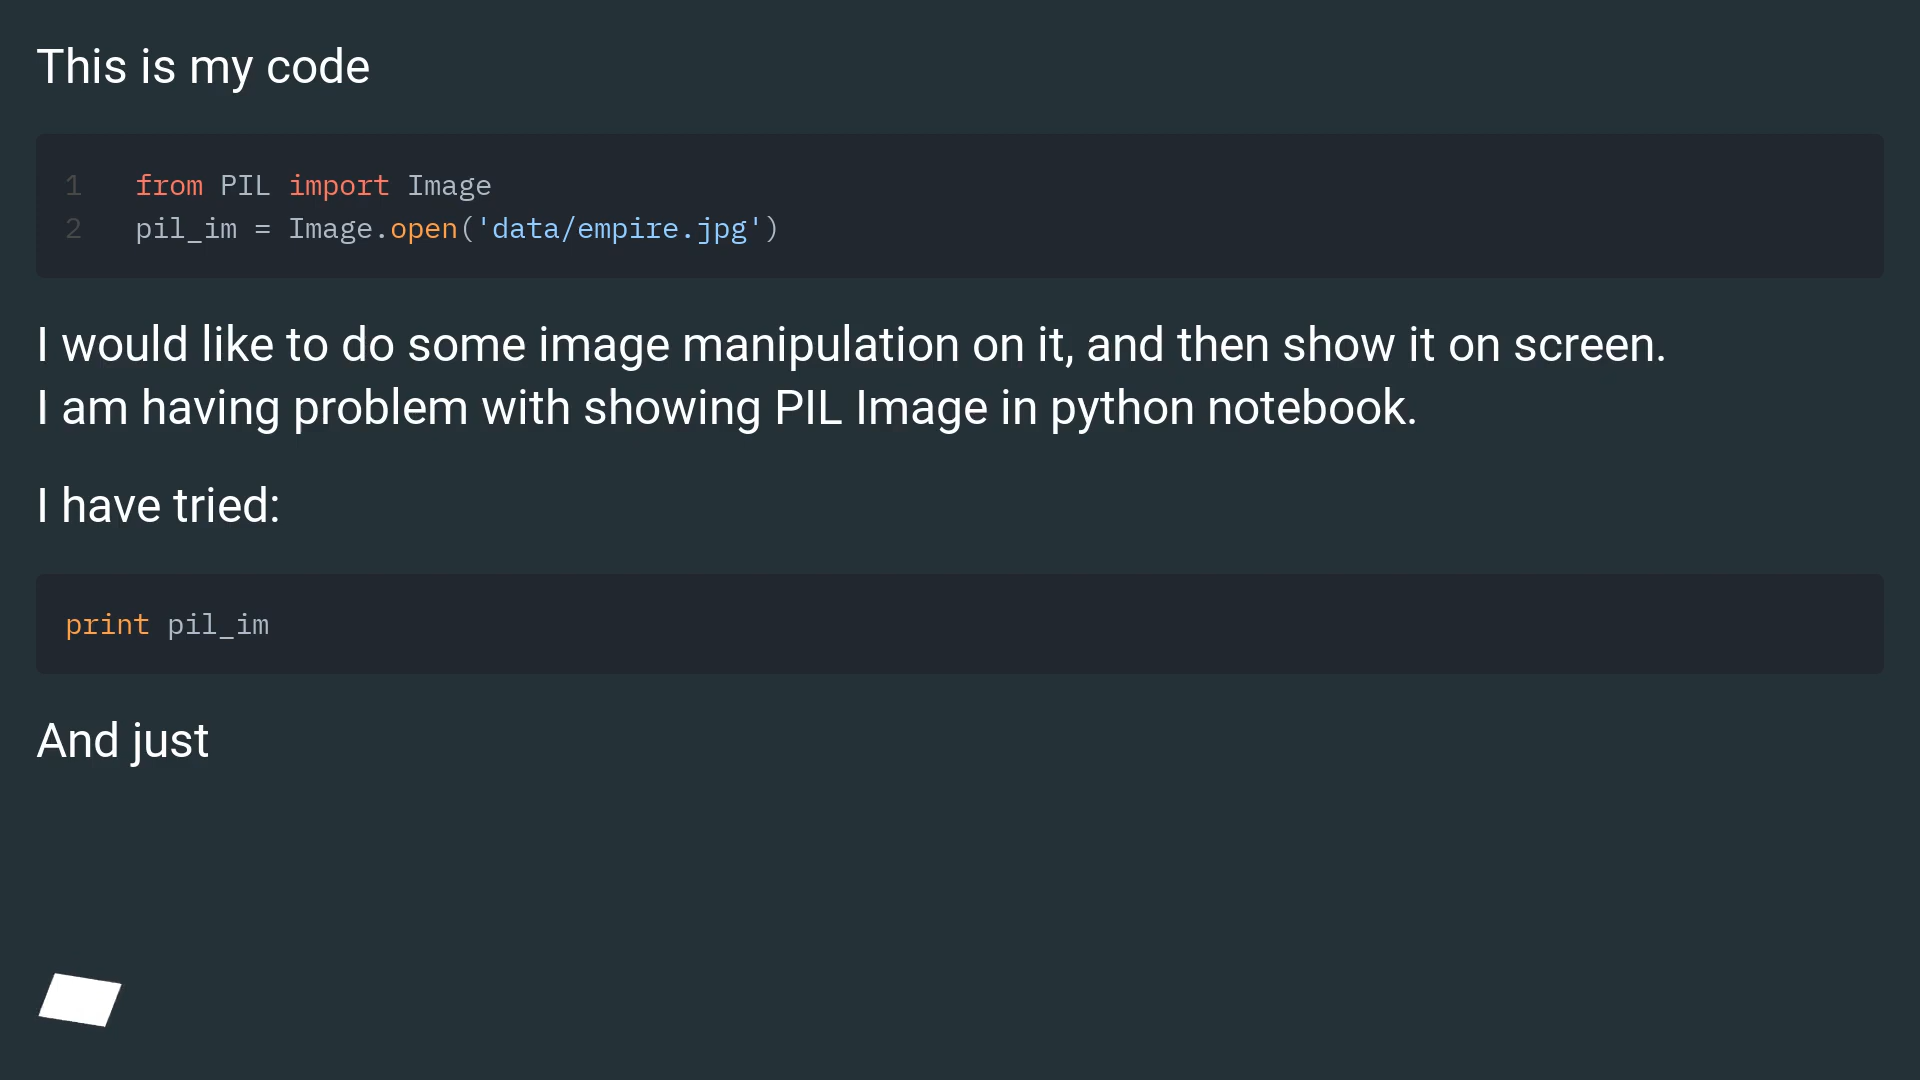 This is my code
1 from PIL import Image
2 pil_im = Image.open('data/empire.jpg')
I would like to do some image manipulation on it, and then show it on screen.
I am having problem with showing PIL Image in python notebook.
I have tried:
print pil_im
And just